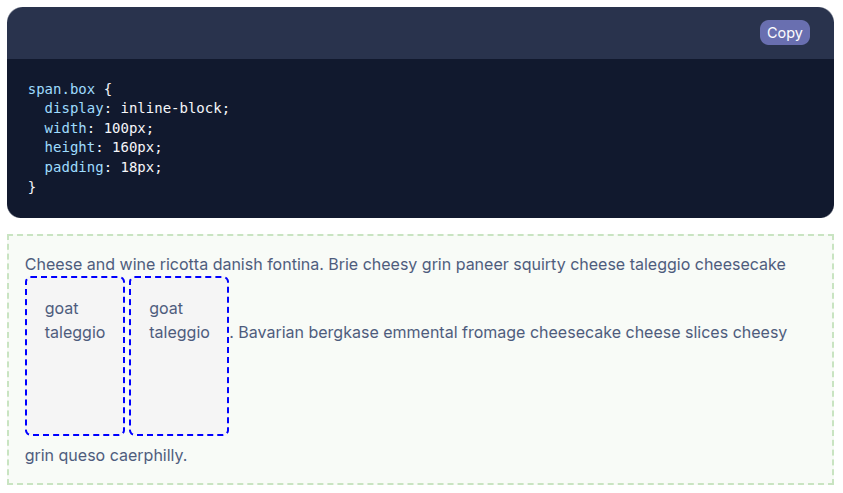 Copy
span.box {
  display: inline-block;
  width: 100px;
  height: 160px;
  padding: 18px;
}
Cheese and wine ricotta danish fontina. Brie cheesy grin paneer squirty cheese taleggio cheesecake
goat goat
taleggio taleggio . Bavarian bergkase emmental fromage cheesecake cheese slices cheesy
grin queso caerphilly.